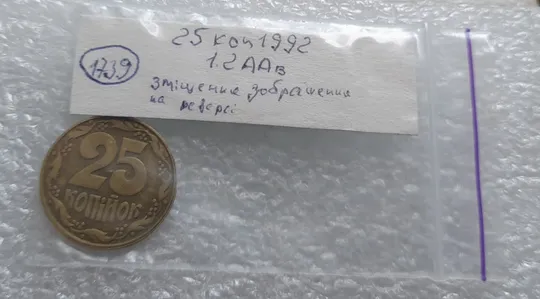 25 коп 1992
1739
1.2ААв
зміщення зображення
на реверсі
25
КОПІЙОК